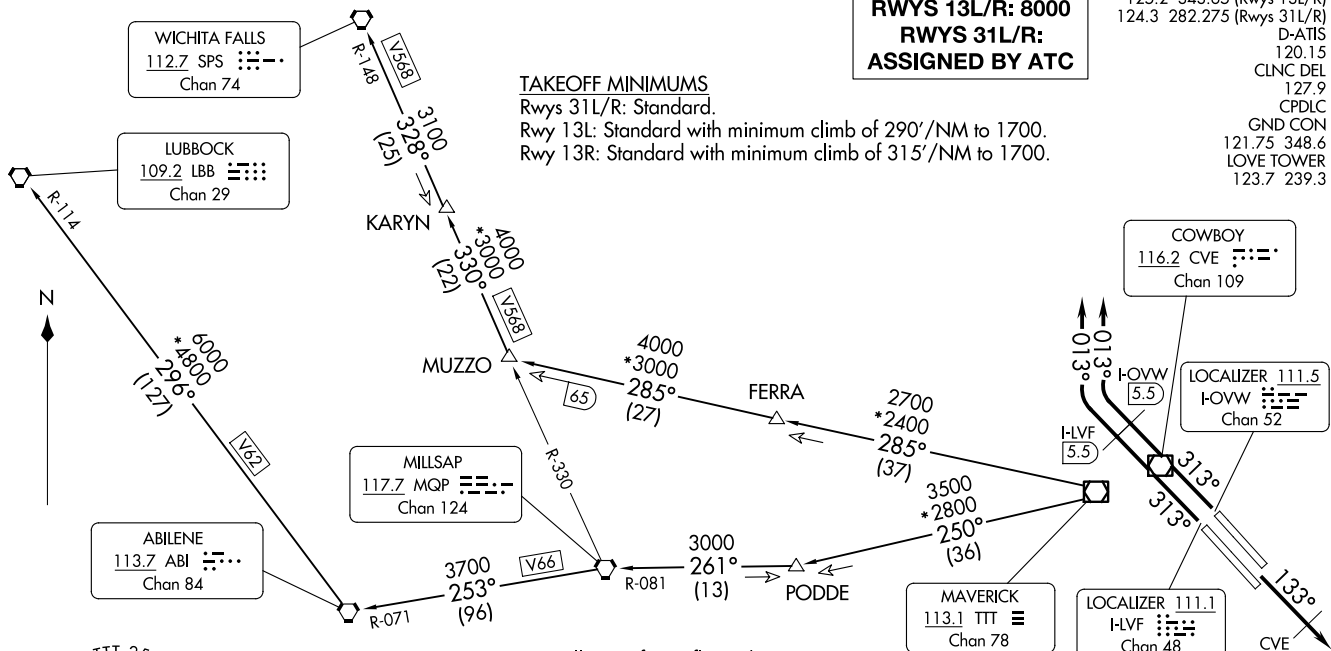 RWYS 13L/R: 8000
RWYS 31L/R:
ASSIGNED BY ATC
124.3 282.275 (Rwys 31L/R)
D-ATIS
120.15
CLNC DEL
127.9
CPDLC
GND CON
121.75 348.6
LOVE TOWER
123.7 239.3
TAKEOFF MINIMUMS
Rwys 31L/R: Standard.
Rwy 13L: Standard with minimum climb of 290'/NM to 1700.
Rwy 13R: Standard with minimum climb of 315'/NM to 1700.
WICHITA FALLS
112.7 SPS
Chan 74
R-148
V568
3100
328°
(25)
LUBBOCK
109.2 LBB
Chan 29
R-114
KARYN
4000
*3000
330°
(22)
V568
N
6000
*4800
296°
(127)
V62
MUZZO
65
4000
*3000
285°
(27)
FERRA
2700
*2400
285°
(37)
COWBOY
116.2 CVE
Chan 109
013°
013°
I-OVW
5.5
I-LVF
5.5
LOCALIZER 111.5
I-OVW
Chan 52
313°
313°
R-330
MILLSAP
117.7 MQP
Chan 124
3500
*2800
250°
(36)
ABILENE
113.7 ABI
Chan 84
R-071
3700
253°
(96)
V66
R-081
3000
261°
(13)
PODDE
MAVERICK
113.1 TTT
Chan 78
LOCALIZER 111.1
I-LVF
Chan 48
133°
CVE